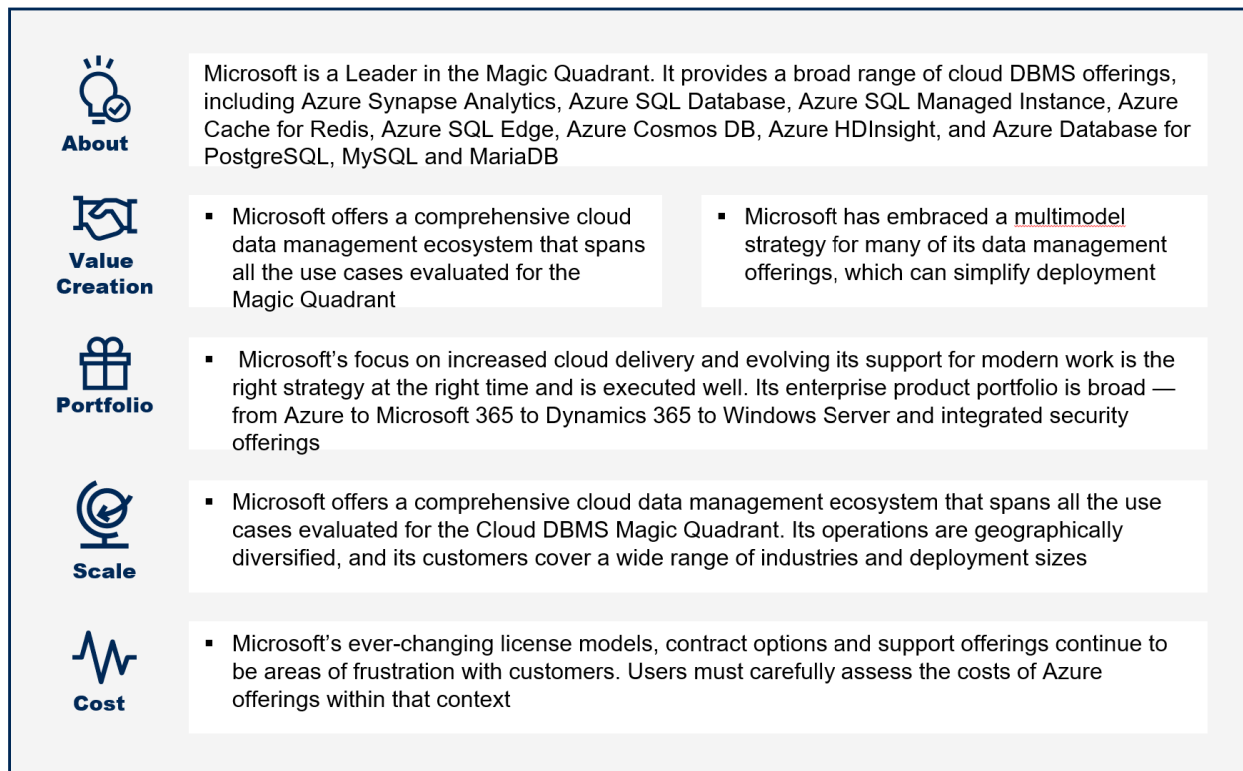 About
Microsoft is a Leader in the Magic Quadrant. It provides a broad range of cloud DBMS offerings,
including Azure Synapse Analytics, Azure SQL Database, Azure SQL Managed Instance, Azure
Cache for Redis, Azure SQL Edge, Azure Cosmos DB, Azure HDInsight, and Azure Database for
PostgreSQL, MySQL and MariaDB
Value
Creation
▪ Microsoft offers a comprehensive cloud
data management ecosystem that spans
all the use cases evaluated for the
Magic Quadrant
▪ Microsoft has embraced a multimodel
strategy for many of its data management
offerings, which can simplify deployment
Portfolio
▪ Microsoft’s focus on increased cloud delivery and evolving its support for modern work is the
right strategy at the right time and is executed well. Its enterprise product portfolio is broad —
from Azure to Microsoft 365 to Dynamics 365 to Windows Server and integrated security
offerings
Scale
▪ Microsoft offers a comprehensive cloud data management ecosystem that spans all the use
cases evaluated for the Cloud DBMS Magic Quadrant. Its operations are geographically
diversified, and its customers cover a wide range of industries and deployment sizes
Cost
▪ Microsoft’s ever-changing license models, contract options and support offerings continue to
be areas of frustration with customers. Users must carefully assess the costs of Azure
offerings within that context